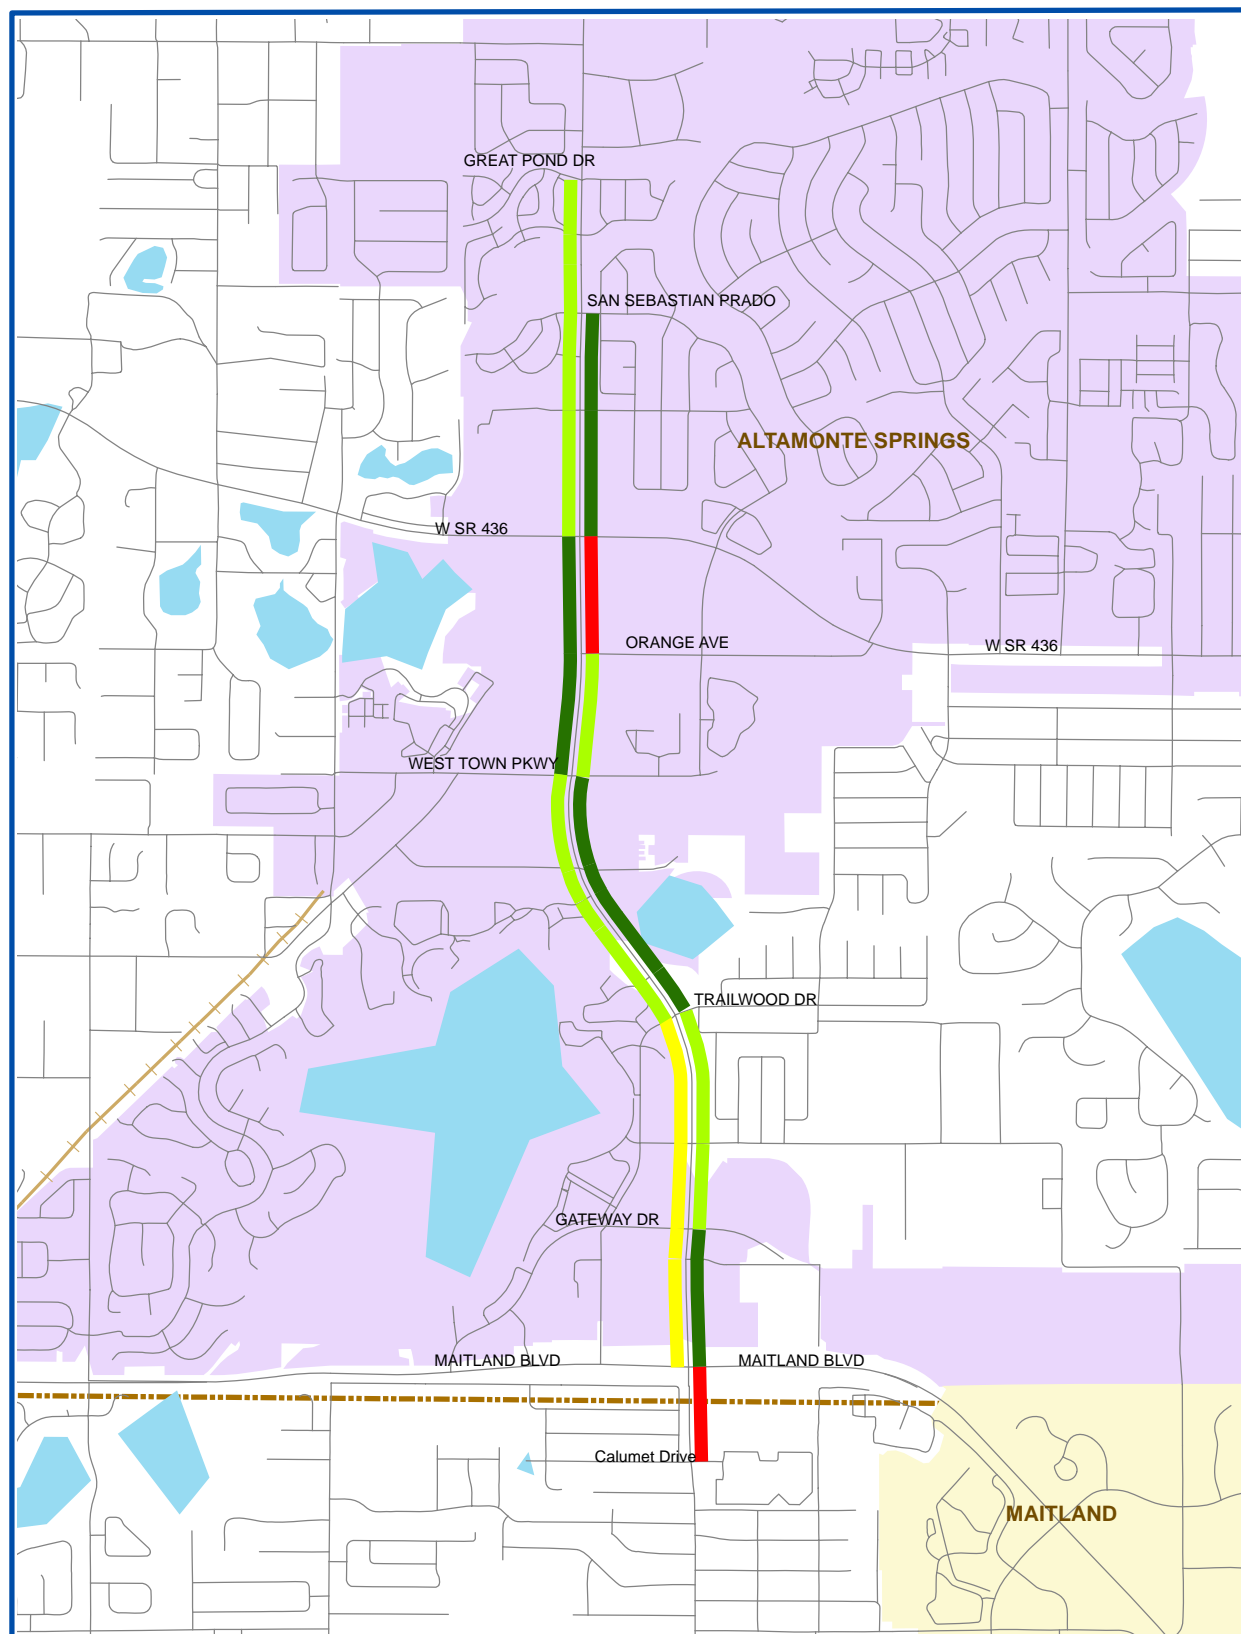 GREAT POND DR
SAN SEBASTIAN PRADO
ALTAMONTE SPRINGS
W SR 436
ORANGE AVE
W SR 436
WEST TOWN PKWY
TRAILWOOD DR
GATEWAY DR
MAITLAND BLVD
MAITLAND BLVD
Calumet Drive
MAITLAND